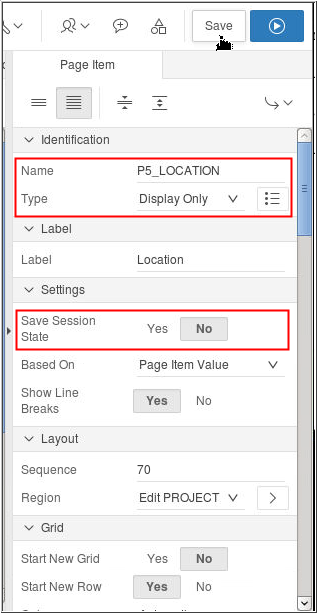 Save
Page Item
Identification
Name P5_LOCATION
Type Display Only
Label
Label Location
Settings
Save Session
State Yes No
Based On Page Item Value
Show Line
Breaks Yes No
Layout
Sequence 70
Region Edit PROJECT
Grid
Start New Grid Yes No
Start New Row Yes No